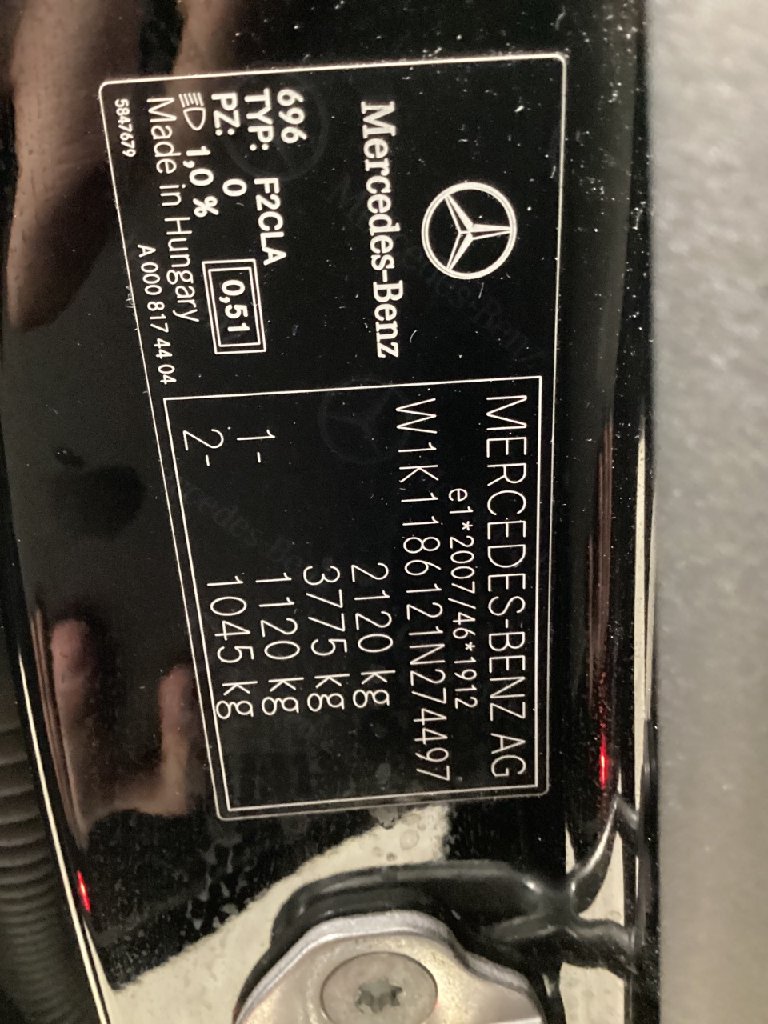 Mercedes-Benz
696
TYP: F2CLA
PZ: 0
1,0 %
0,51
Made in Hungary
5847679
A 000 817 44 04
MERCEDES-BENZ AG
e1*2007/46*1912
W1K1186121N274497
2120 kg
3775 kg
1- 1120 kg
2- 1045 kg